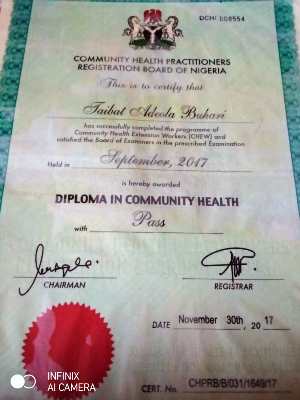 DCH/ 008554
COMMUNITY HEALTH PRACTITIONERS
REGISTRATION BOARD OF NIGERIA
This is to certify that
Taibat Adeola Bukari
has successfully completed the programme of
Community Health Extension Workers (CHEW) and
satisfied the Board of Examiners in the prescribed Examination
Held in September, 2017
is hereby awarded
DIPLOMA IN COMMUNITY HEALTH
with Pass
CHAIRMAN REGISTRAR
DATE November 30th, 2017
CERT. No. CHPRB/B/031/1649/17
INFINIX
AI CAMERA